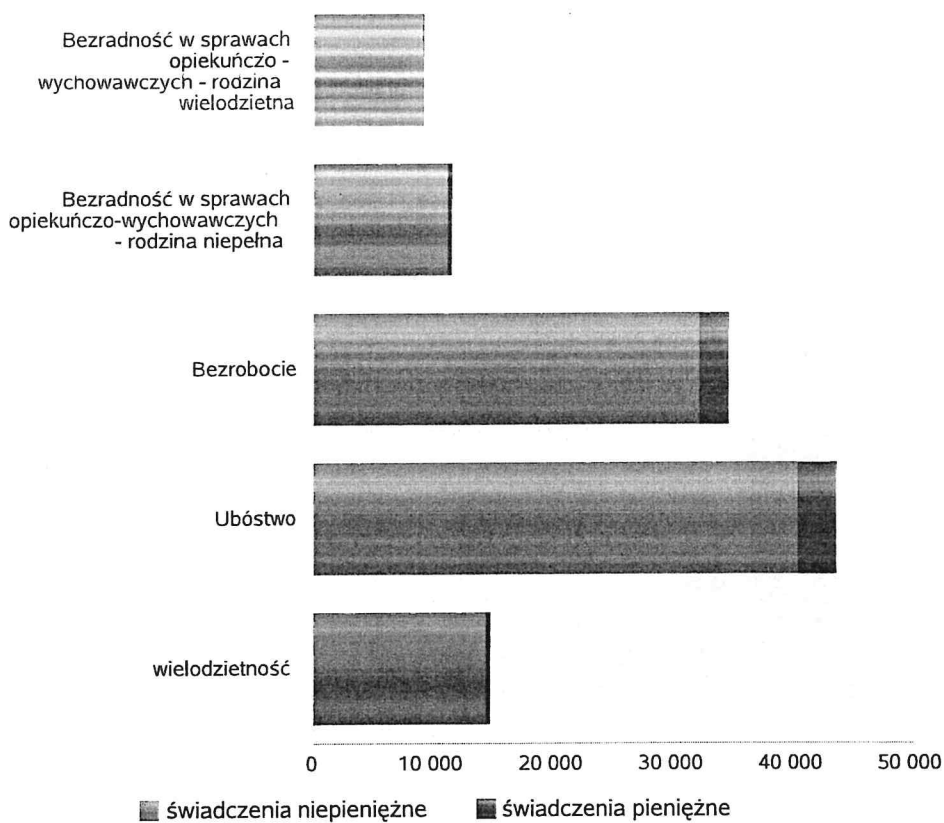 Bezradność w sprawach
opiekuńczo -
wychowawczych - rodzina
wielodzietna
Bezradność w sprawach
opiekuńczo-wychowawczych
- rodzina niepełna
Bezrobocie
Ubóstwo
wielodzietność
0 10 000 20 000 30 000 40 000 50 000
świadczenia niepieniężne świadczenia pieniężne